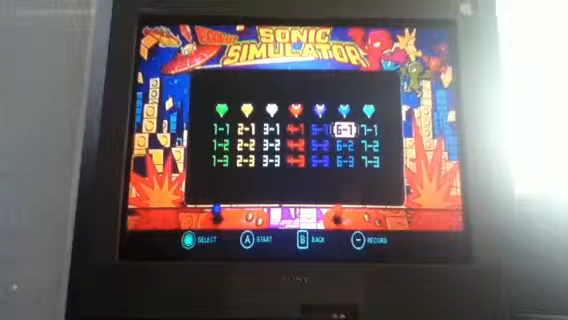 SONIC
SIMULATOR
1-1 2-1 3-1 4-1 5-1 6-1 7-1
1-2 2-2 3-2 4-2 5-2 6-2 7-2
1-3 2-3 3-3 4-3 5-3 6-3 7-3
SELECT A START B BACK - RECORD
SONY